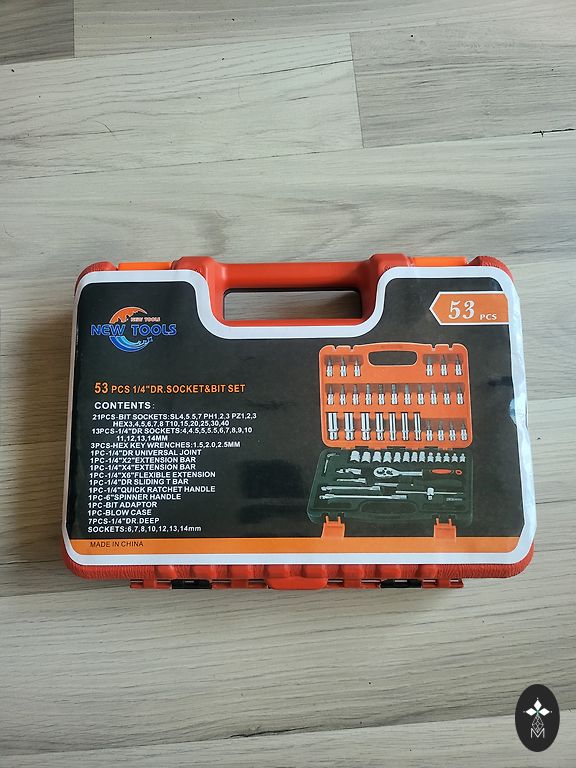 NEW TOOLS
NEW TOOLS
53 PCS
53 PCS 1/4"DR.SOCKET&BIT SET
CONTENTS:
21PCS-BIT SOCKETS:SL4,5.5,7 PH1,2,3 PZ1,2,3
HEX3,4,5,6,7,8 T10,15,20,25,30,40
13PCS-1/4"DR SOCKETS:4,4.5,5,5.5,6,7,8,9,10
11,12,13,14MM
3PCS-HEX KEY WRENCHES:1.5,2.0,2.5MM
1PC-1/4"DR UNIVERSAL JOINT
1PC-1/4"X2"EXTENSION BAR
1PC-1/4"X4"EXTENSION BAR
1PC-1/4"X6"FLEXIBLE EXTENSION
1PC-1/4"DR SLIDING T BAR
1PC-1/4"QUICK RATCHET HANDLE
1PC-6"SPINNER HANDLE
1PC-BIT ADAPTOR
1PC-BLOW CASE
7PCS-1/4"DR.DEEP
SOCKETS:6,7,8,10,12,13,14mm
MADE IN CHINA
M